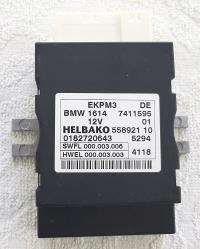 EKPM3 DE
BMW 1614 7411595
12V 01
HELBAKO 558921 10
0182720643 5294
SWFL 000.003.006
HWEL 000.003.003 4118